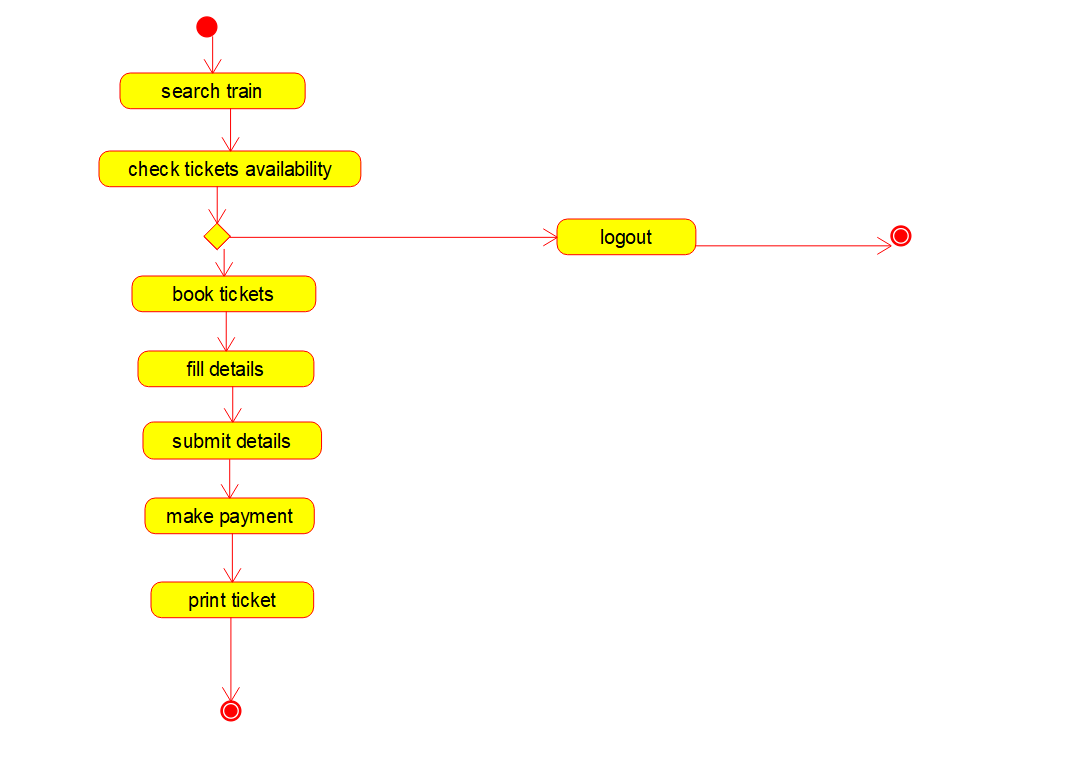 search train
check tickets availability
logout
book tickets
fill details
submit details
make payment
print ticket